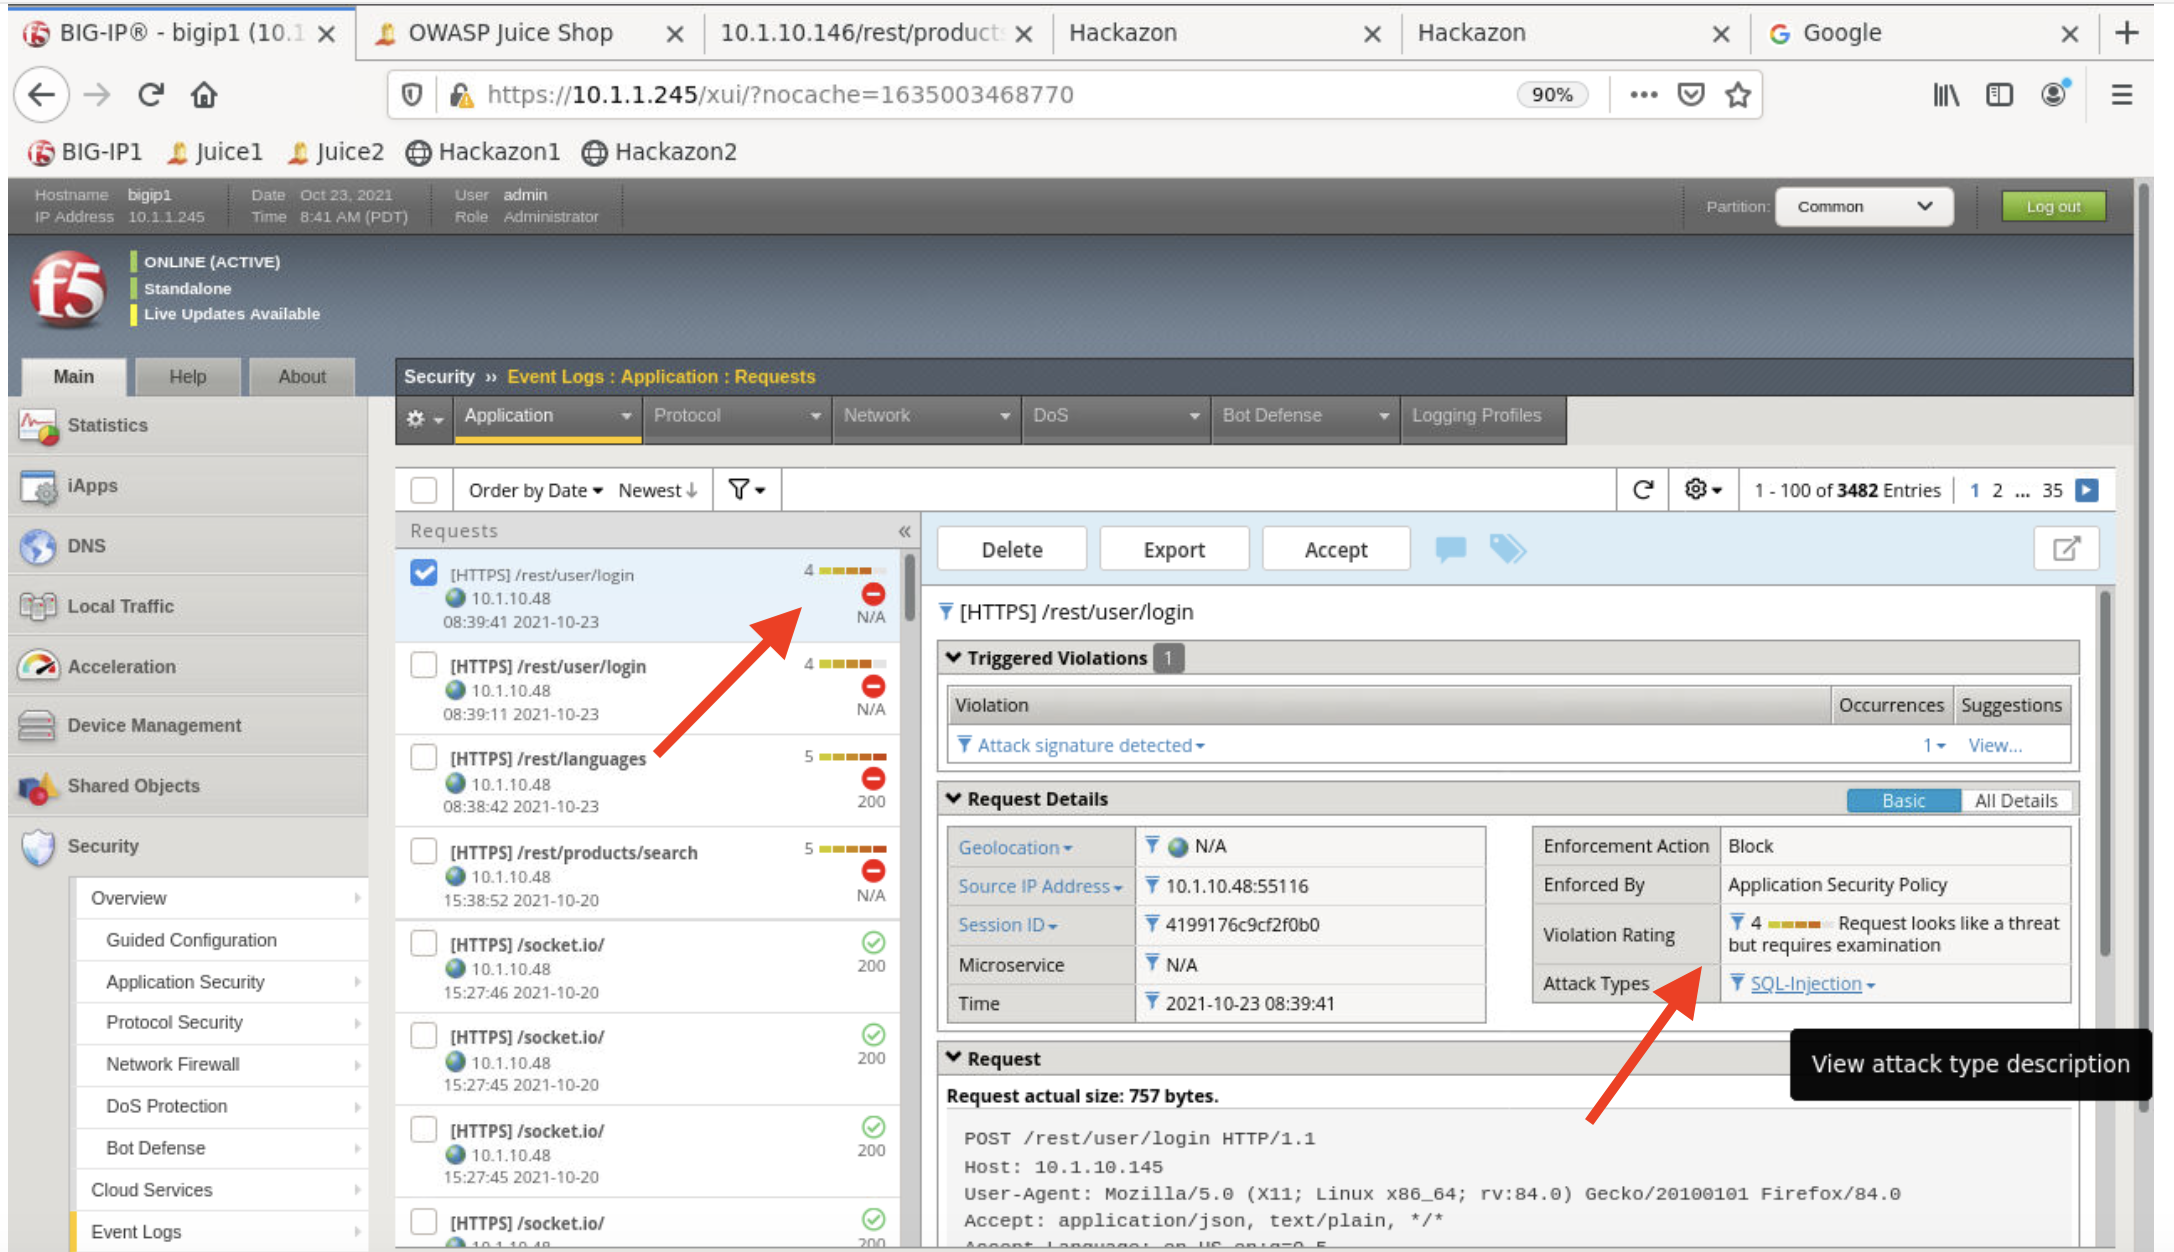 BIG-IP® - bigip1 (10.1
OWASP Juice Shop
10.1.10.146/rest/product
Hackazon
Hackazon
Google
https://10.1.1.245/xui/?nocache=1635003468770
90%
BIG-IP1 Juice1 Juice2 Hackazon1 Hackazon2
Hostname bigip1 Date Oct 23, 2021 User admin
IP Address 10.1.1.245 Time 8:41 AM (PDT) Role Administrator
Partition: Common Log out
f5
ONLINE (ACTIVE)
Standalone
Live Updates Available
Main Help About
Security ›› Event Logs : Application : Requests
Application Protocol Network DoS Bot Defense Logging Profiles
Statistics
iApps
DNS
Local Traffic
Acceleration
Device Management
Shared Objects
Security
Overview
Guided Configuration
Application Security
Protocol Security
Network Firewall
DoS Protection
Bot Defense
Cloud Services
Event Logs
Order by Date Newest
1 - 100 of 3482 Entries 1 2 ... 35
Requests
[HTTPS] /rest/user/login 4
10.1.10.48
08:39:41 2021-10-23 N/A
[HTTPS] /rest/user/login 4
10.1.10.48
08:39:11 2021-10-23 N/A
[HTTPS] /rest/languages 5
10.1.10.48
08:38:42 2021-10-23 200
[HTTPS] /rest/products/search 5
10.1.10.48
15:38:52 2021-10-20 N/A
[HTTPS] /socket.io/
10.1.10.48 200
15:27:46 2021-10-20
[HTTPS] /socket.io/
10.1.10.48 200
15:27:45 2021-10-20
[HTTPS] /socket.io/
10.1.10.48 200
15:27:45 2021-10-20
[HTTPS] /socket.io/
10.1.10.48 200
Delete Export Accept
[HTTPS] /rest/user/login
Triggered Violations 1
Violation Occurrences Suggestions
Attack signature detected 1 View...
Request Details Basic All Details
Geolocation N/A
Source IP Address 10.1.10.48:55116
Session ID 4199176c9cf2f0b0
Microservice N/A
Time 2021-10-23 08:39:41
Enforcement Action Block
Enforced By Application Security Policy
Violation Rating 4 Request looks like a threat
but requires examination
Attack Types SQL-Injection
View attack type description
Request
Request actual size: 757 bytes.
POST /rest/user/login HTTP/1.1
Host: 10.1.10.145
User-Agent: Mozilla/5.0 (X11; Linux x86_64; rv:84.0) Gecko/20100101 Firefox/84.0
Accept: application/json, text/plain, */*